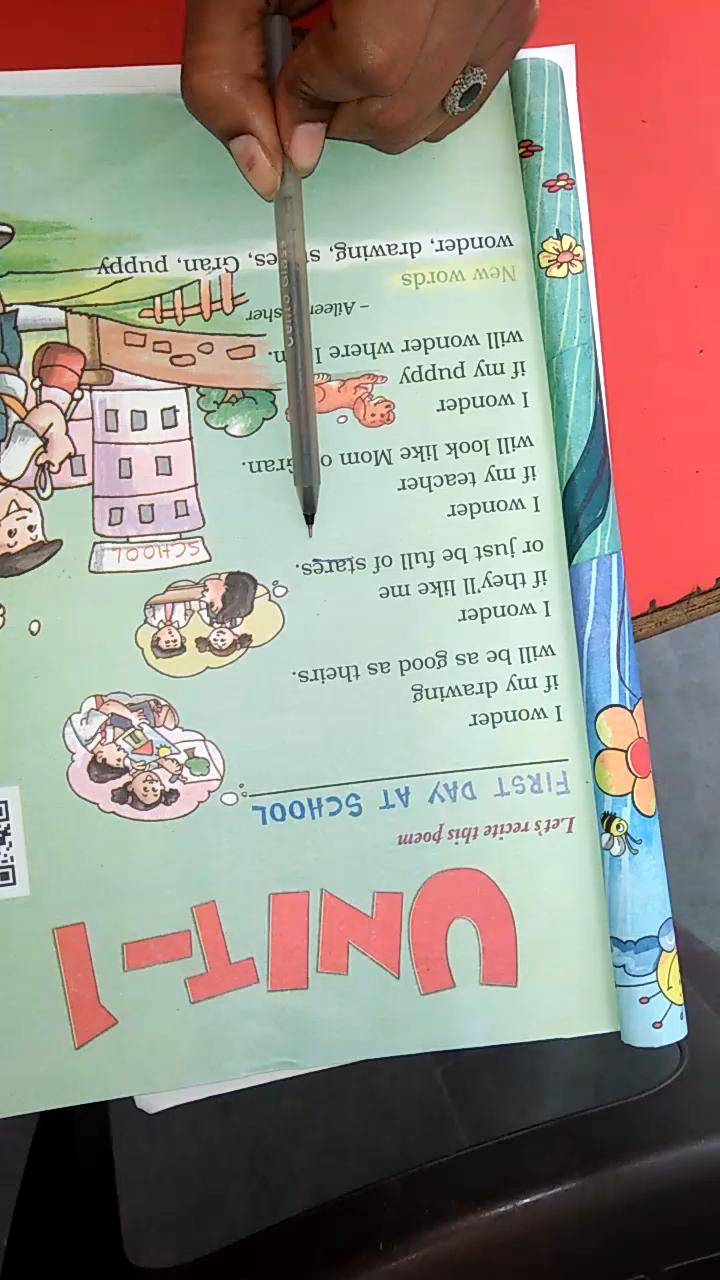 UNIT-1
Let's recite this poem
FIRST DAY AT SCHOOL
I wonder
if my drawing
will be as good as theirs.
I wonder
if they'll like me
or just be full of stares.
I wonder
if my teacher
will look like Mom o Gran.
I wonder
if my puppy
will wonder where I
– Aileen sher
New words
wonder, drawing, Gran, puppy
SCHOOL